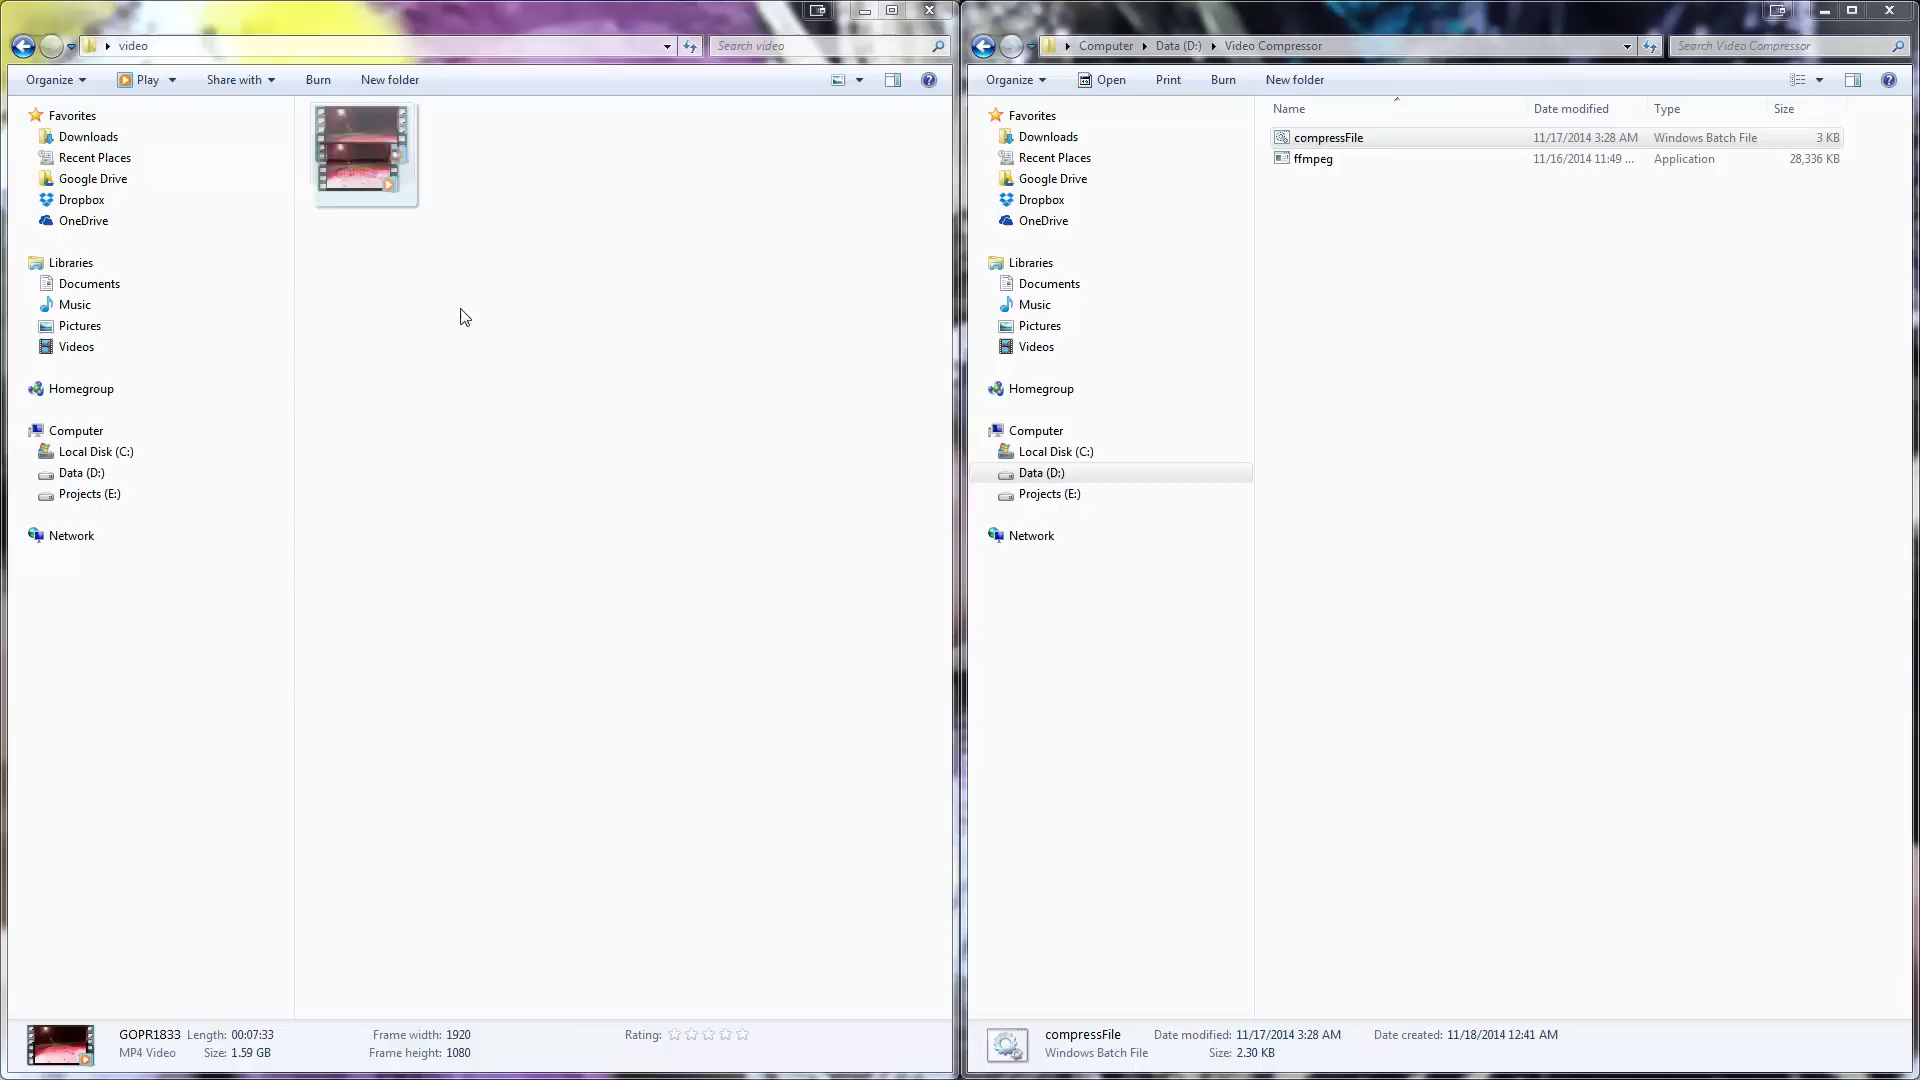 video
Search video
Organize
Play
Share with
Burn
New folder
Favorites
Downloads
Recent Places
Google Drive
Dropbox
OneDrive
Libraries
Documents
Music
Pictures
Videos
Homegroup
Computer
Local Disk (C:)
Data (D:)
Projects (E:)
Network
GOPR1833 Length: 00:07:33 Frame width: 1920 Rating:
MP4 Video Size: 1.59 GB Frame height: 1080
Computer Data (D:) Video Compressor
Search Video Compressor
Organize
Open
Print
Burn
New folder
Favorites
Downloads
Recent Places
Google Drive
Dropbox
OneDrive
Libraries
Documents
Music
Pictures
Videos
Homegroup
Computer
Local Disk (C:)
Data (D:)
Projects (E:)
Network
Name Date modified Type Size
compressFile 11/17/2014 3:28 AM Windows Batch File 3 KB
ffmpeg 11/16/2014 11:49 ... Application 28,336 KB
compressFile Date modified: 11/17/2014 3:28 AM Date created: 11/18/2014 12:41 AM
Windows Batch File Size: 2.30 KB